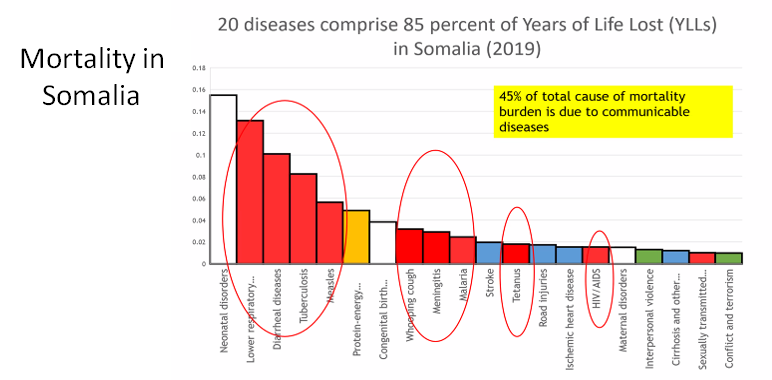 Mortality in
Somalia
20 diseases comprise 85 percent of Years of Life Lost (YLLs)
in Somalia (2019)
45% of total cause of mortality
burden is due to communicable
diseases
0.18
0.16
0.14
0.12
0.1
0.08
0.06
0.04
0.02
0
Neonatal disorders
Lower respiratory...
Diarrheal diseases
Tuberculosis
Measles
Protein-energy...
Congenital birth...
Whooping cough
Meningitis
Malaria
Stroke
Tetanus
Road injuries
Ischemic heart disease
HIV/AIDS
Maternal disorders
Interpersonal violence
Cirrhosis and other...
Sexually transmitted...
Conflict and terrorism